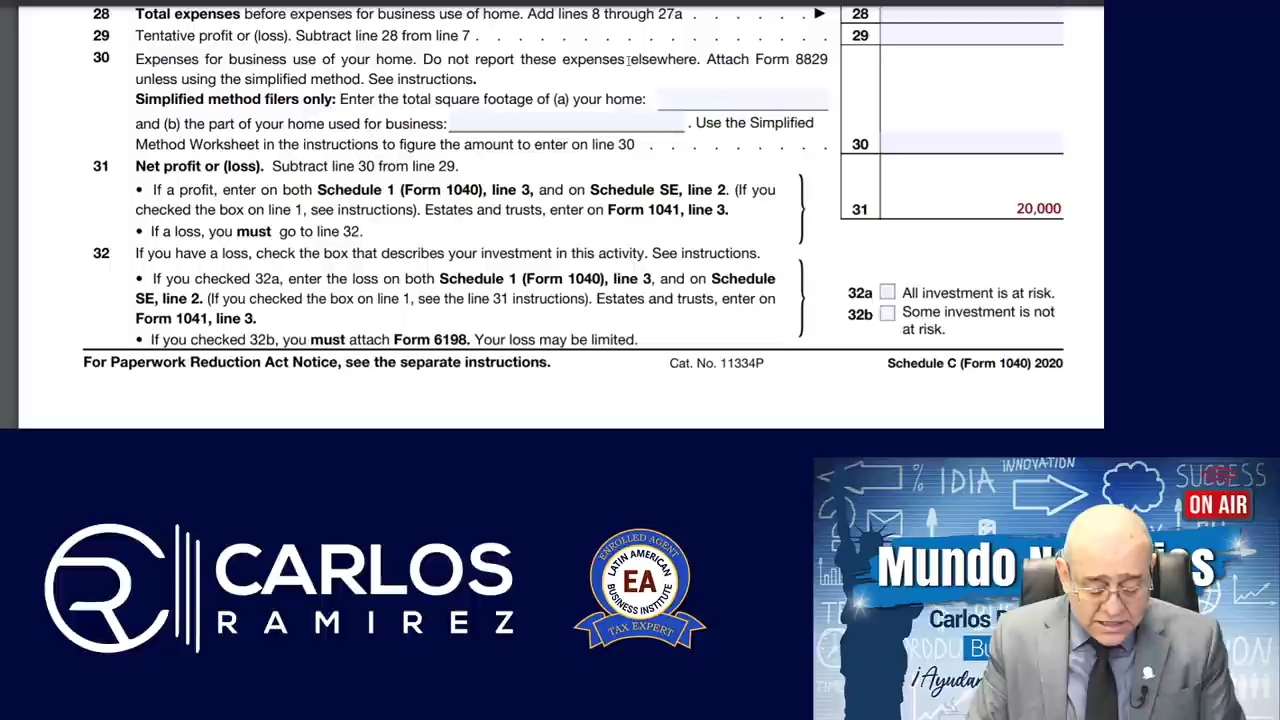 28 Total expenses before expenses for business use of home. Add lines 8 through 27a . . . . . . . ▶ 28
29 Tentative profit or (loss). Subtract line 28 from line 7 . . . . . . . . . . . . . . . . . 29
30 Expenses for business use of your home. Do not report these expenses elsewhere. Attach Form 8829
unless using the simplified method. See instructions.
Simplified method filers only: Enter the total square footage of (a) your home:
and (b) the part of your home used for business: . Use the Simplified
Method Worksheet in the instructions to figure the amount to enter on line 30 . . . . . . . . . 30
31 Net profit or (loss). Subtract line 30 from line 29.
• If a profit, enter on both Schedule 1 (Form 1040), line 3, and on Schedule SE, line 2. (If you
checked the box on line 1, see instructions). Estates and trusts, enter on Form 1041, line 3. 31 20,000
• If a loss, you must go to line 32.
32 If you have a loss, check the box that describes your investment in this activity. See instructions.
• If you checked 32a, enter the loss on both Schedule 1 (Form 1040), line 3, and on Schedule
SE, line 2. (If you checked the box on line 1, see the line 31 instructions). Estates and trusts, enter on
Form 1041, line 3.
• If you checked 32b, you must attach Form 6198. Your loss may be limited.
32a All investment is at risk.
32b Some investment is not
at risk.
For Paperwork Reduction Act Notice, see the separate instructions. Cat. No. 11334P Schedule C (Form 1040) 2020
CARLOS
RAMIREZ
ENROLLED AGENT
LATIN AMERICAN
EA
BUSINESS INSTITUTE
TAX EXPERT
% IDIA INNOVATION SUCCESS
ON AIR
Mundo
Carlos